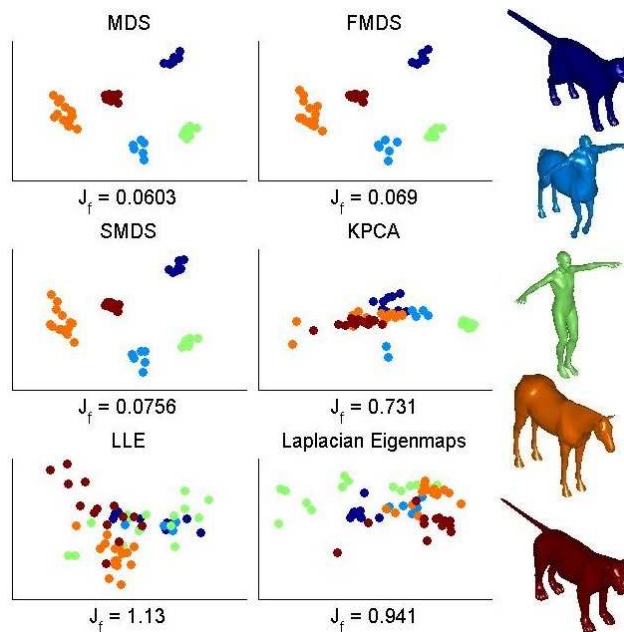 MDS
FMDS
J_f = 0.0603
J_f = 0.069
SMDS
KPCA
J_f = 0.0756
J_f = 0.731
LLE
Laplacian Eigenmaps
J_f = 1.13
J_f = 0.941